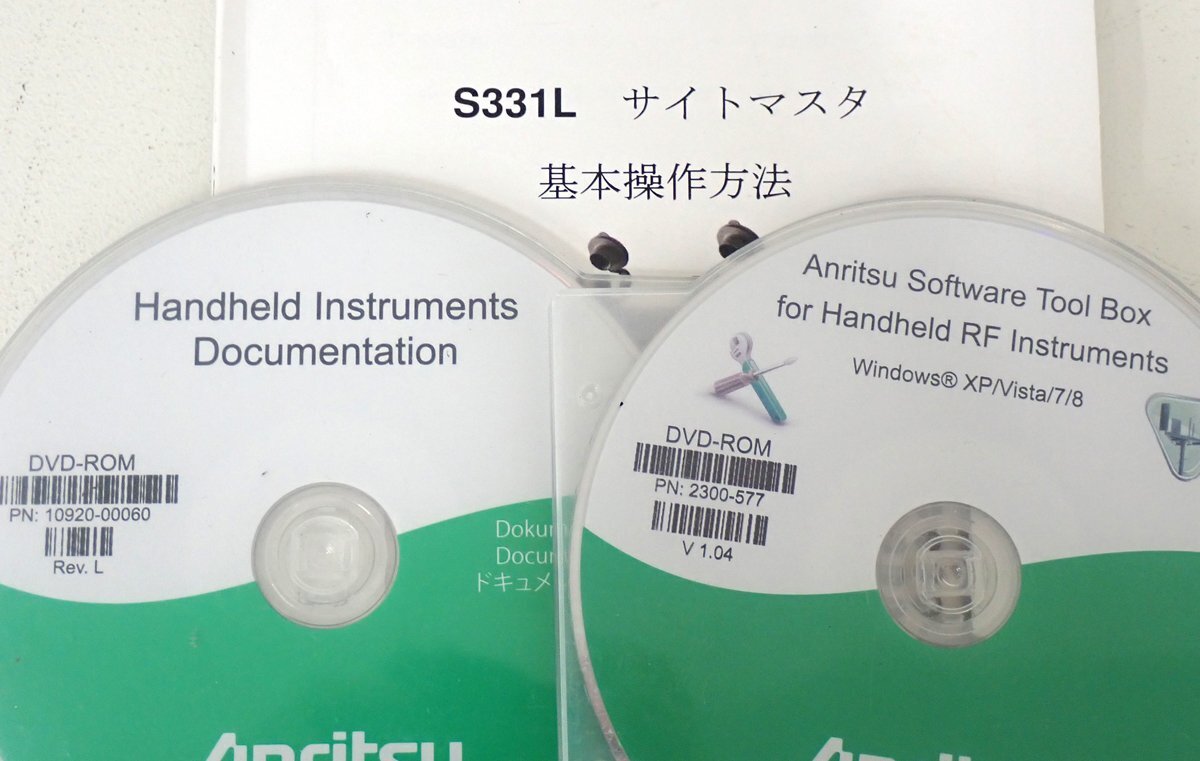 S331L サイトマスタ
基本操作方法
Handheld Instruments
Documentation
DVD-ROM
PN: 10920-00060
Rev. L
Anritsu
Anritsu Software Tool Box
for Handheld RF Instruments
Windows® XP/Vista/7/8
DVD-ROM
PN: 2300-577
V 1.04